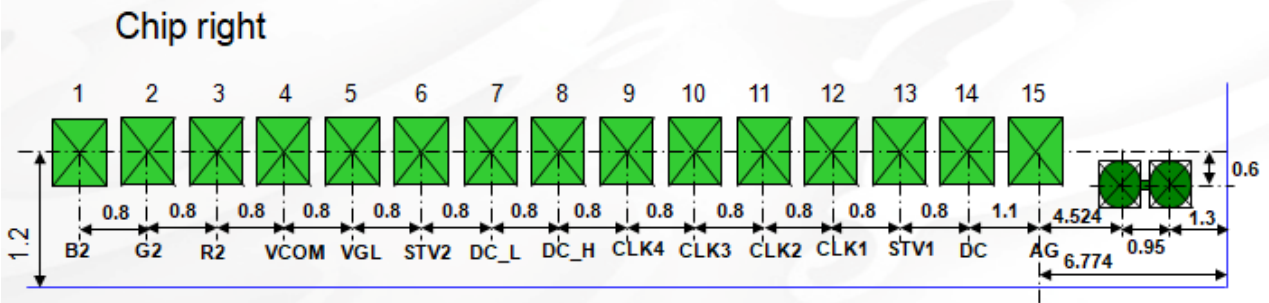 Chip right
1 2 3 4 5 6 7 8 9 10 11 12 13 14 15
0.6
0.8 0.8 0.8 0.8 0.8 0.8 0.8 0.8 0.8 0.8 0.8 0.8 0.8 1.1 4.524 1.3
1.2
B2 G2 R2 VCOM VGL STV2 DC_L DC_H CLK4 CLK3 CLK2 CLK1 STV1 DC AG 0.95
6.774